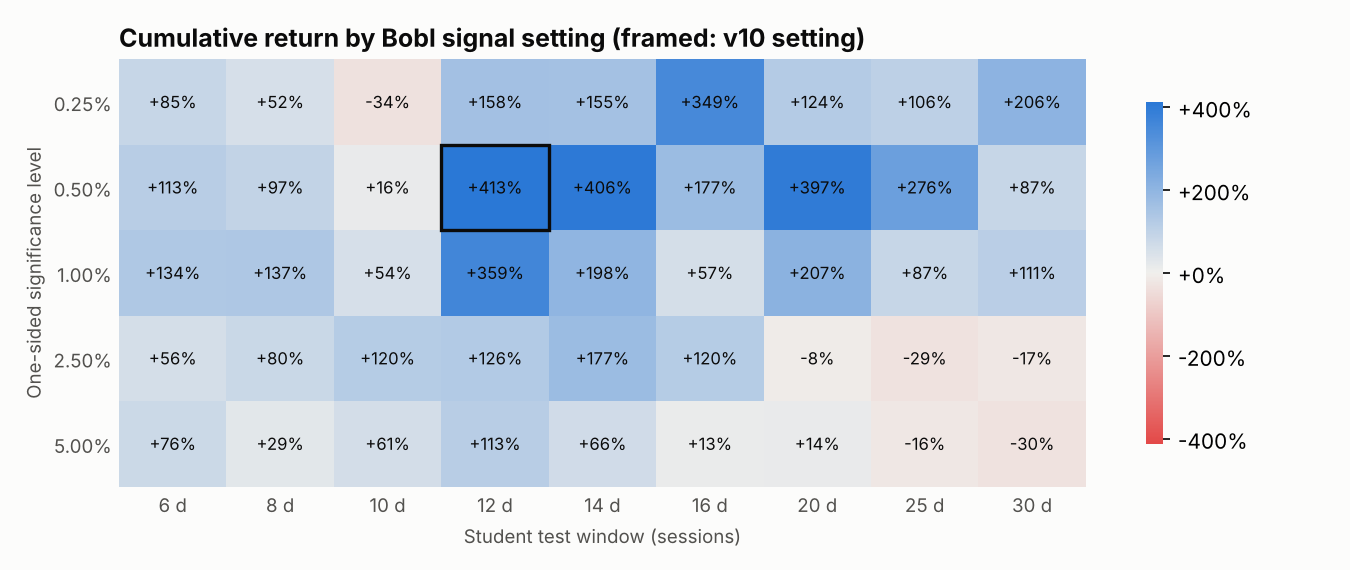 Cumulative return by Bobl signal setting (framed: v10 setting)
One-sided significance level
0.25% +85% +52% -34% +158% +155% +349% +124% +106% +206%
0.50% +113% +97% +16% +413% +406% +177% +397% +276% +87%
1.00% +134% +137% +54% +359% +198% +57% +207% +87% +111%
2.50% +56% +80% +120% +126% +177% +120% -8% -29% -17%
5.00% +76% +29% +61% +113% +66% +13% +14% -16% -30%
6 d 8 d 10 d 12 d 14 d 16 d 20 d 25 d 30 d
Student test window (sessions)
+400%
+200%
+0%
-200%
-400%